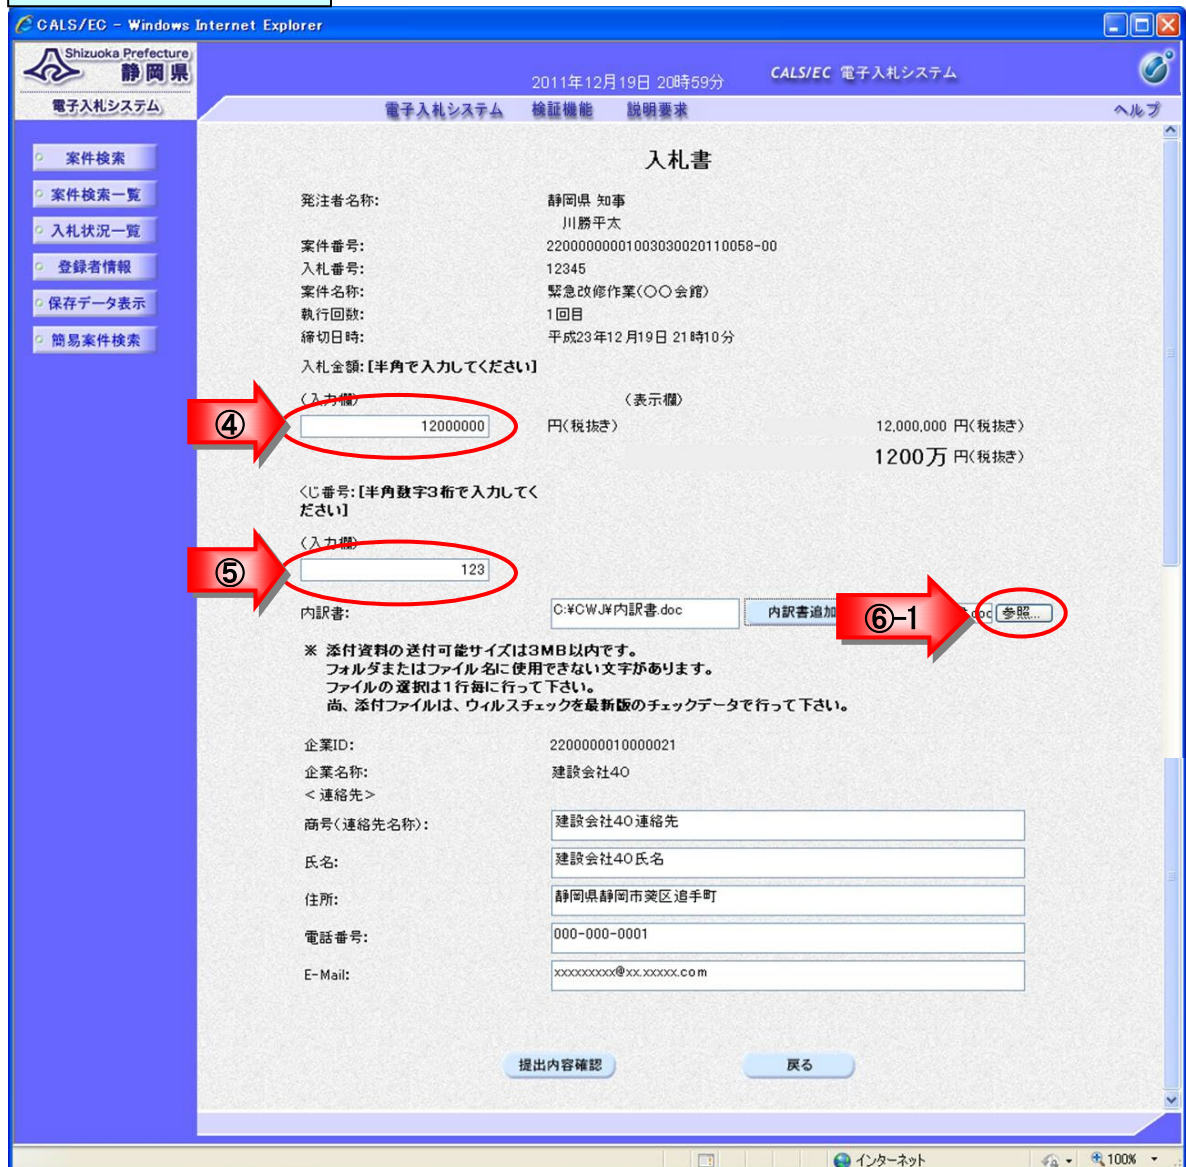 CALS/EC - Windows Internet Explorer
Shizuoka Prefecture
静岡県
電子入札システム
2011年12月19日 20時59分
CALS/EC 電子入札システム
電子入札システム 検証機能 説明要求
ヘルプ
案件検索
案件検索一覧
入札状況一覧
登録者情報
保存データ表示
簡易案件検索
入札書
発注者名称: 静岡県 知事
川勝平太
案件番号: 2200000000010030300201100​58-00
入札番号: 12345
案件名称: 緊急改修作業(〇〇会館)
執行回数: 1回目
締切日時: 平成23年12月19日 21時10分
入札金額:[半角で入力してください]
(入力欄) (表示欄)
④ 12000000 円(税抜き) 12,000,000 円(税抜き)
1200万 円(税抜き)
くじ番号:[半角数字3桁で入力して
ださい]
(入力欄)
⑤ 123
内訳書: C:¥CWJ¥内訳書.doc 内訳書追加 ⑥-1 .doc 参照...
※ 添付資料の送付可能サイズは3MB以内です。
フォルダまたはファイル名に使用できない文字があります。
ファイルの選択は1行毎に行って下さい。
尚、添付ファイルは、ウィルスチェックを最新版のチェックデータで行って下さい。
企業ID: 2200000010000021
企業名称: 建設会社40
<連絡先>
商号(連絡先名称): 建設会社40連絡先
氏名: 建設会社40氏名
住所: 静岡県静岡市葵区追手町
電話番号: 000-000-0001
E-Mail: xxxxxxxxx@xx.xxxxx.com
提出内容確認 戻る
インターネット 100%